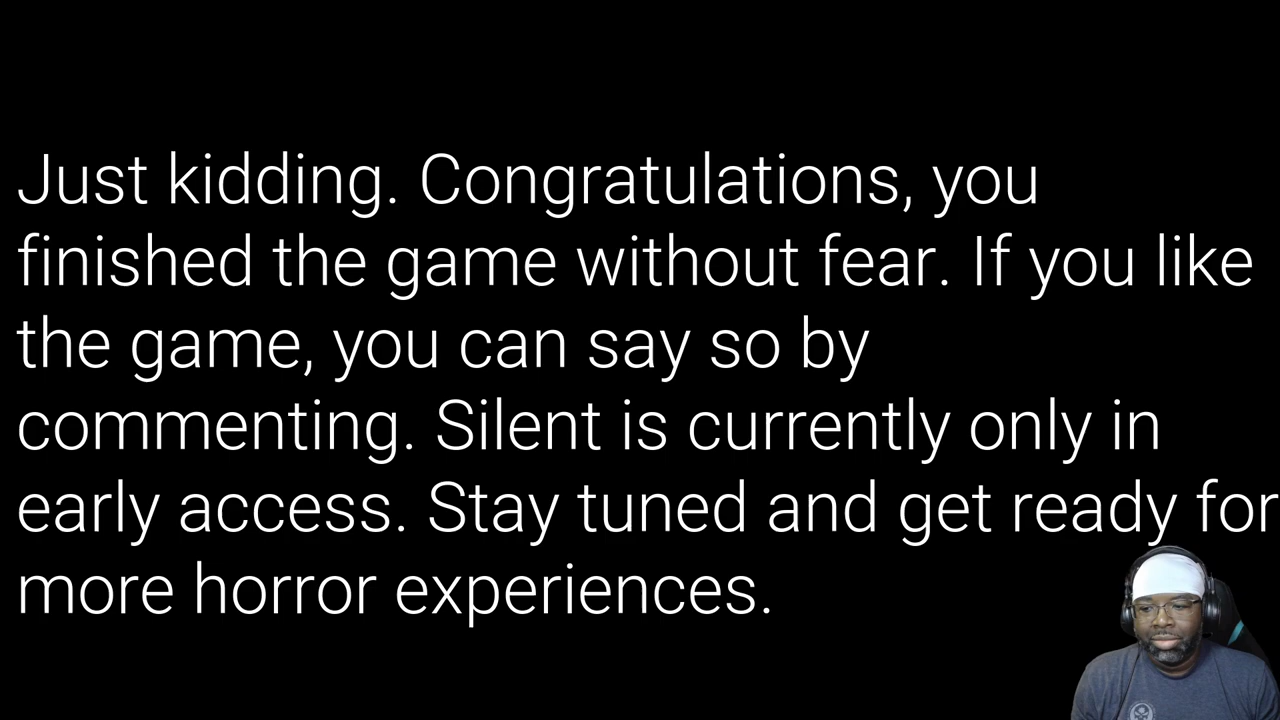 Just kidding. Congratulations, you
finished the game without fear. If you like
the game, you can say so by
commenting. Silent is currently only in
early access. Stay tuned and get ready for
more horror experiences.